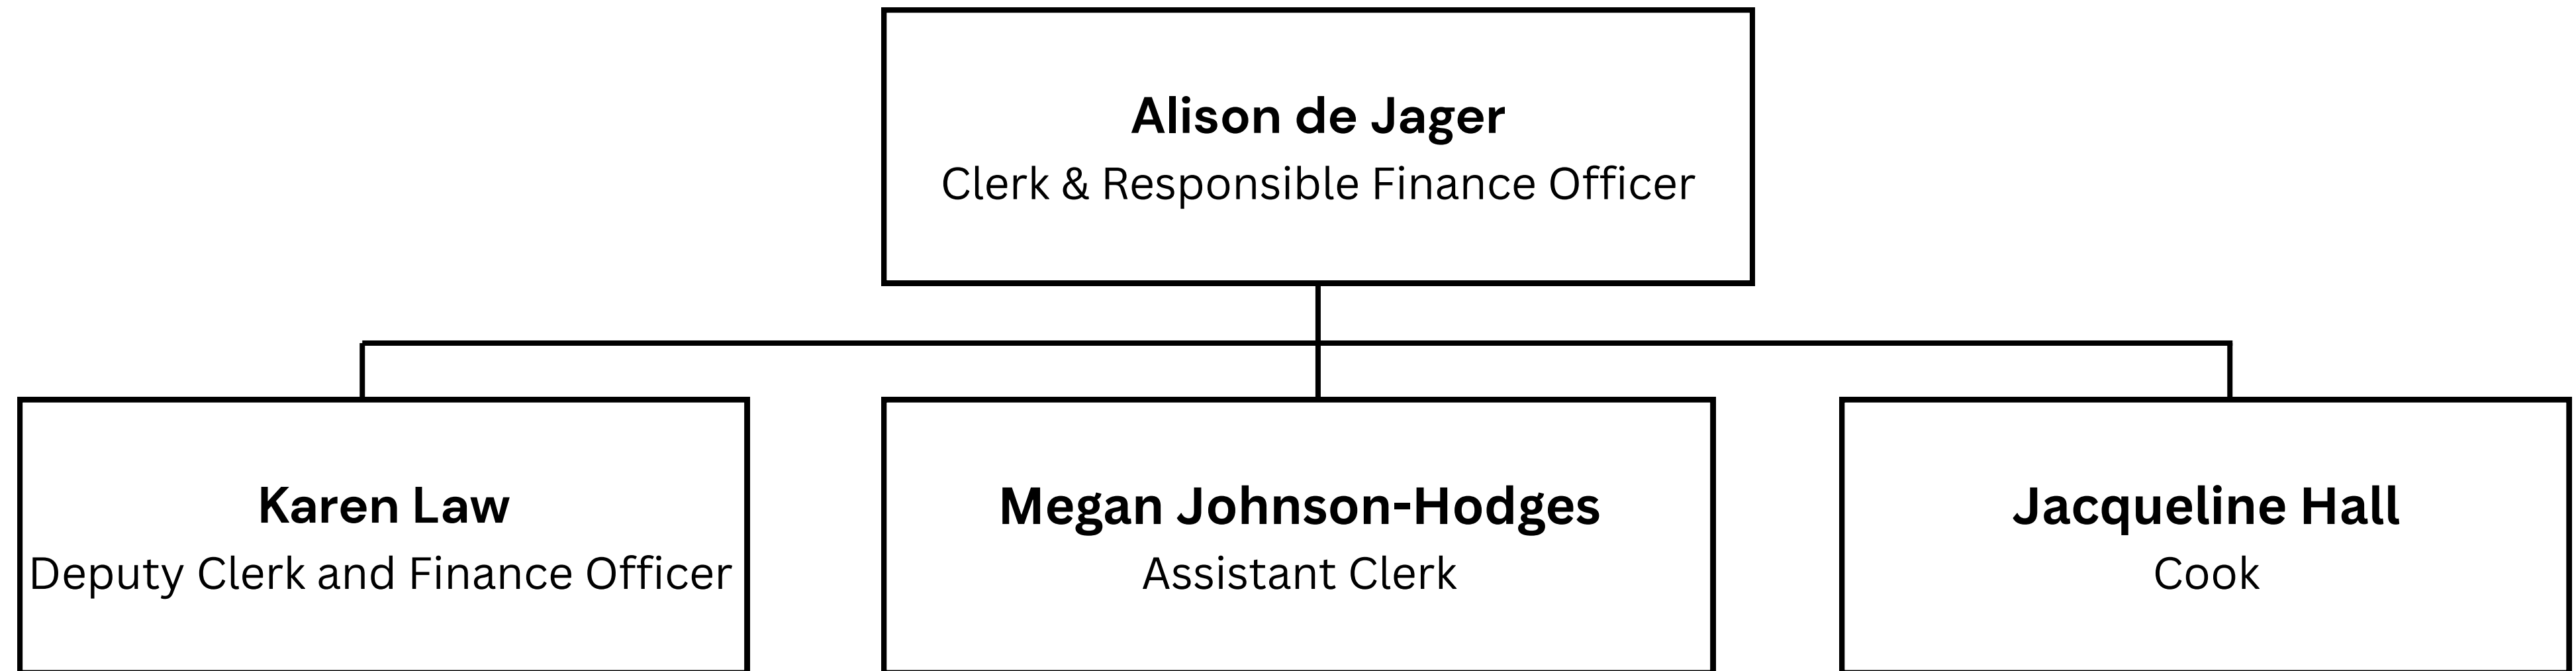 Alison de Jager
Clerk & Responsible Finance Officer
Karen Law
Deputy Clerk and Finance Officer
Megan Johnson-Hodges
Assistant Clerk
Jacqueline Hall
Cook